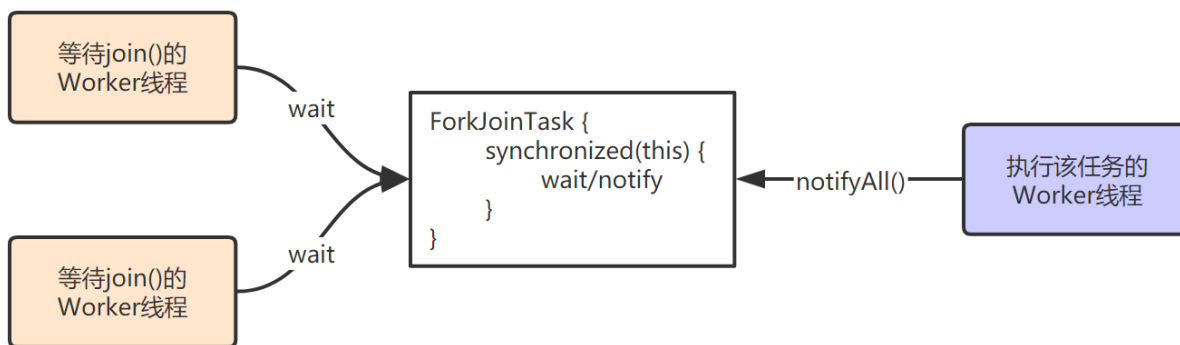 等待join()的
Worker线程
wait
ForkJoinTask {
synchronized(this) {
wait/notify
}
}
notifyAll()
执行该任务的
Worker线程
wait
等待join()的
Worker线程